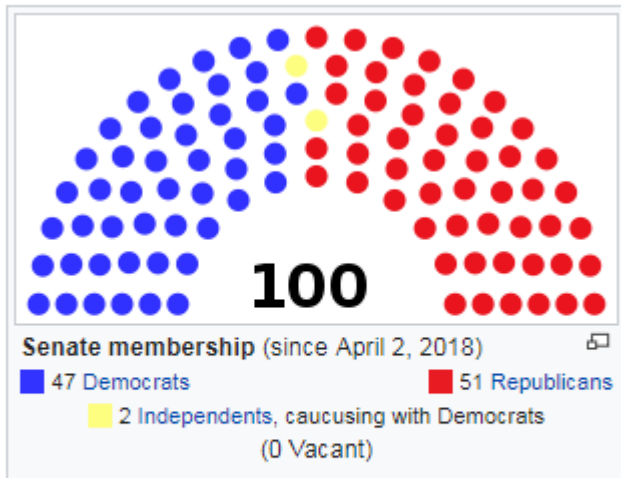 100
Senate membership (since April 2, 2018)
47 Democrats 51 Republicans
2 Independents, caucusing with Democrats
(0 Vacant)